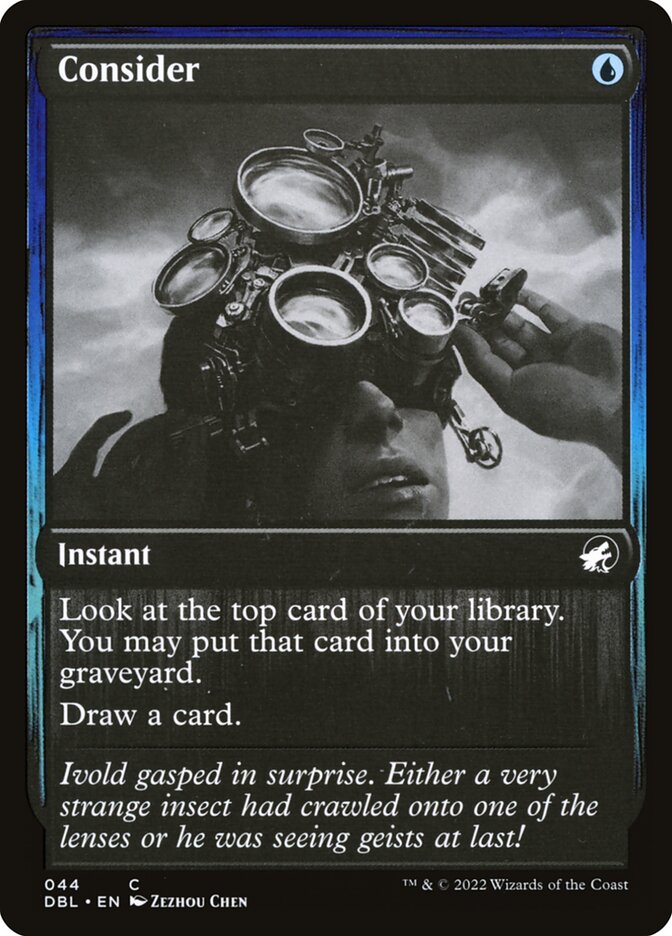 Consider
Instant
Look at the top card of your library.
You may put that card into your
graveyard.
Draw a card.
Ivold gasped in surprise. Either a very
strange insect had crawled onto one of the
lenses or he was seeing geists at last!
044 C
™ & © 2022 Wizards of the Coast
DBL • EN Zezhou Chen